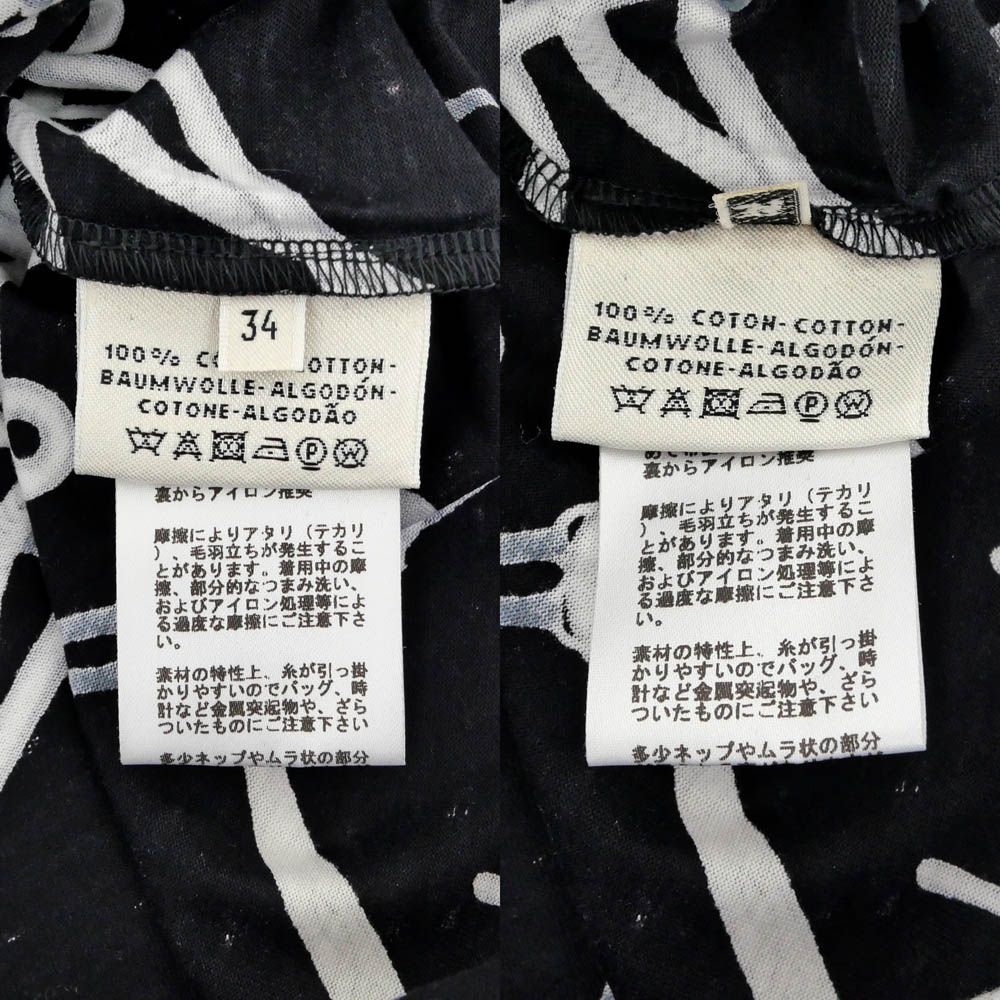 34
100% C OTTON-
BAUMWOLLE-ALGODÓN-
COTONE-ALGODÃO
P W
裏からアイロン推奨
摩擦によりアタリ（テカリ
）、毛羽立ちが発生するこ
とがあります。着用中の摩
擦、部分的なつまみ洗い、
およびアイロン処理等によ
る過度な摩擦にご注意下さ
い。
素材の特性上、糸が引っ掛
かりやすいのでバッグ、時
計など金属突起物や、ざら
ついたものにご注意下さい
多少ネップやムラ状の部分
100% COTON-COTTON-
BAUMWOLLE-ALGODÓN-
COTONE-ALGODÃO
P W
裏からアイロン推奨
摩擦によりアタリ（テカリ
）、毛羽立ちが発生するこ
とがあります。着用中の摩
擦、部分的なつまみ洗い、
およびアイロン処理等によ
る過度な摩擦にご注意下さ
い。
素材の特性上、糸が引っ掛
かりやすいのでバッグ、時
計など金属突起物や、ざら
ついたものにご注意下さい
多少ネップやムラ状の部分